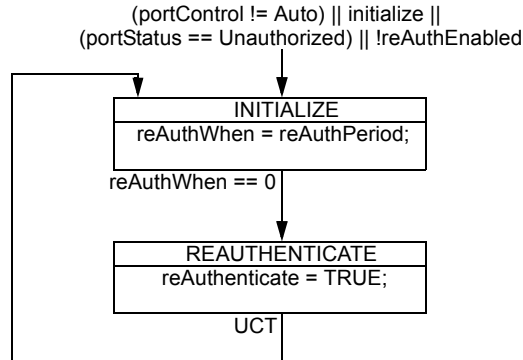 (portControl != Auto) || initialize ||
(portStatus == Unauthorized) || !reAuthEnabled
INITIALIZE
reAuthWhen = reAuthPeriod;
reAuthWhen == 0
REAUTHENTICATE
reAuthenticate = TRUE;
UCT